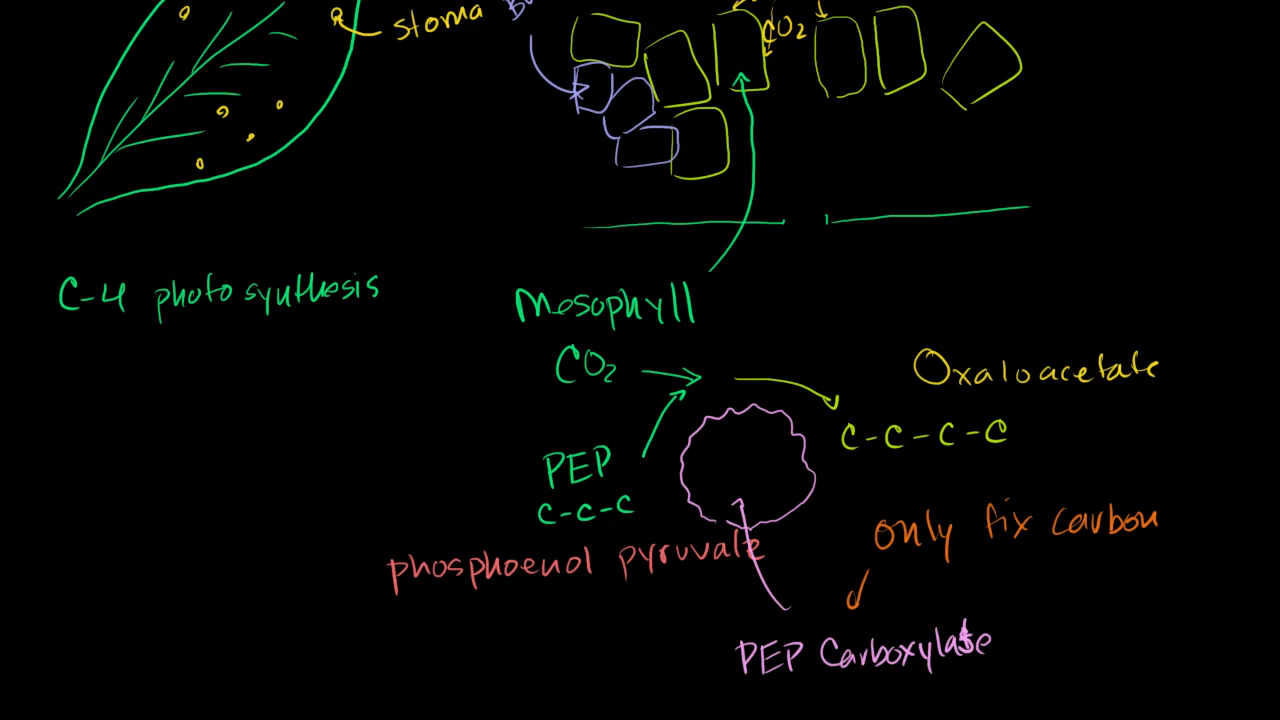 stoma
CO2
C-4 photosynthesis
Mesophyll
CO2
Oxaloacetate
C-C-C-C
PEP
C-C-C
only fix carbon
phosphoenol pyruvate
PEP Carboxylase